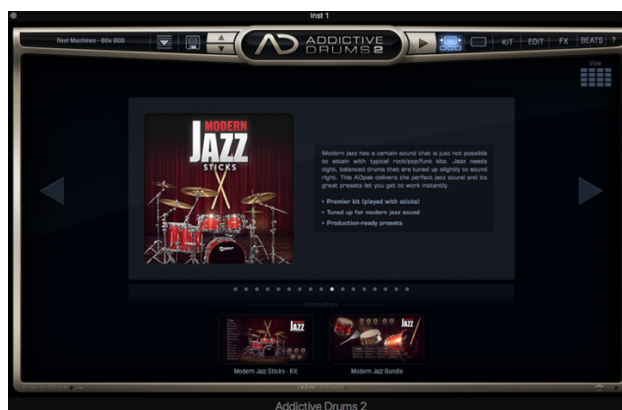 Inst 1
Reel Machines - 80s 808
ADDICTIVE
DRUMS 2
KIT
EDIT
FX
BEATS
?
View
MODERN
JAZZ
STICKS
Modern jazz has a certain sound that is just not possible
to attain with typical rock/pop/funk kits. Jazz needs
tight, balanced drums that are tuned up slightly to sound
right. This ADpak delivers the perfect jazz sound and its
great presets let you get to work instantly.
• Premier kit (played with sticks)
• Tuned up for modern jazz sound
• Production-ready presets
JAZZ
JAZZ
Modern Jazz Sticks - Kit
Modern Jazz Bundle
Addictive Drums 2